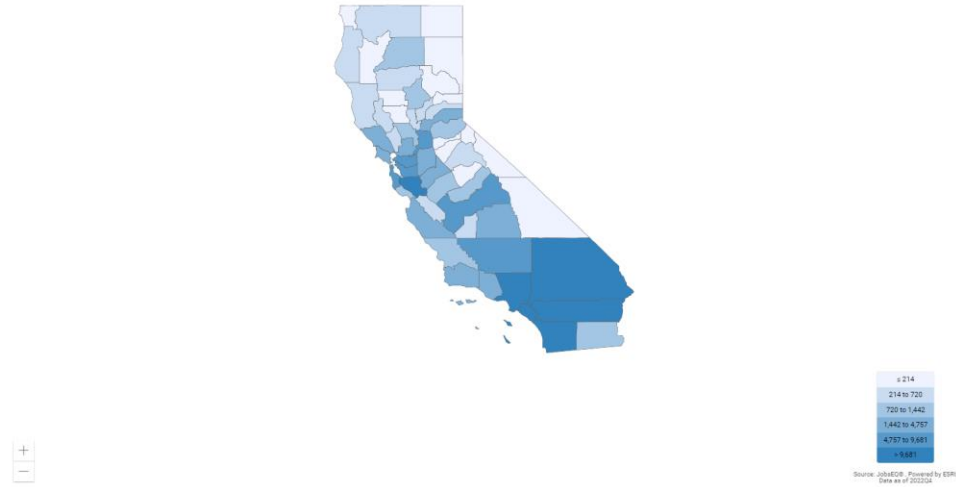 ≤ 214
214 to 720
720 to 1,442
1,442 to 4,757
4,757 to 9,681
> 9,681
Source: JobsEQ®, Powered by ESRI
Data as of 2022Q4
+
−